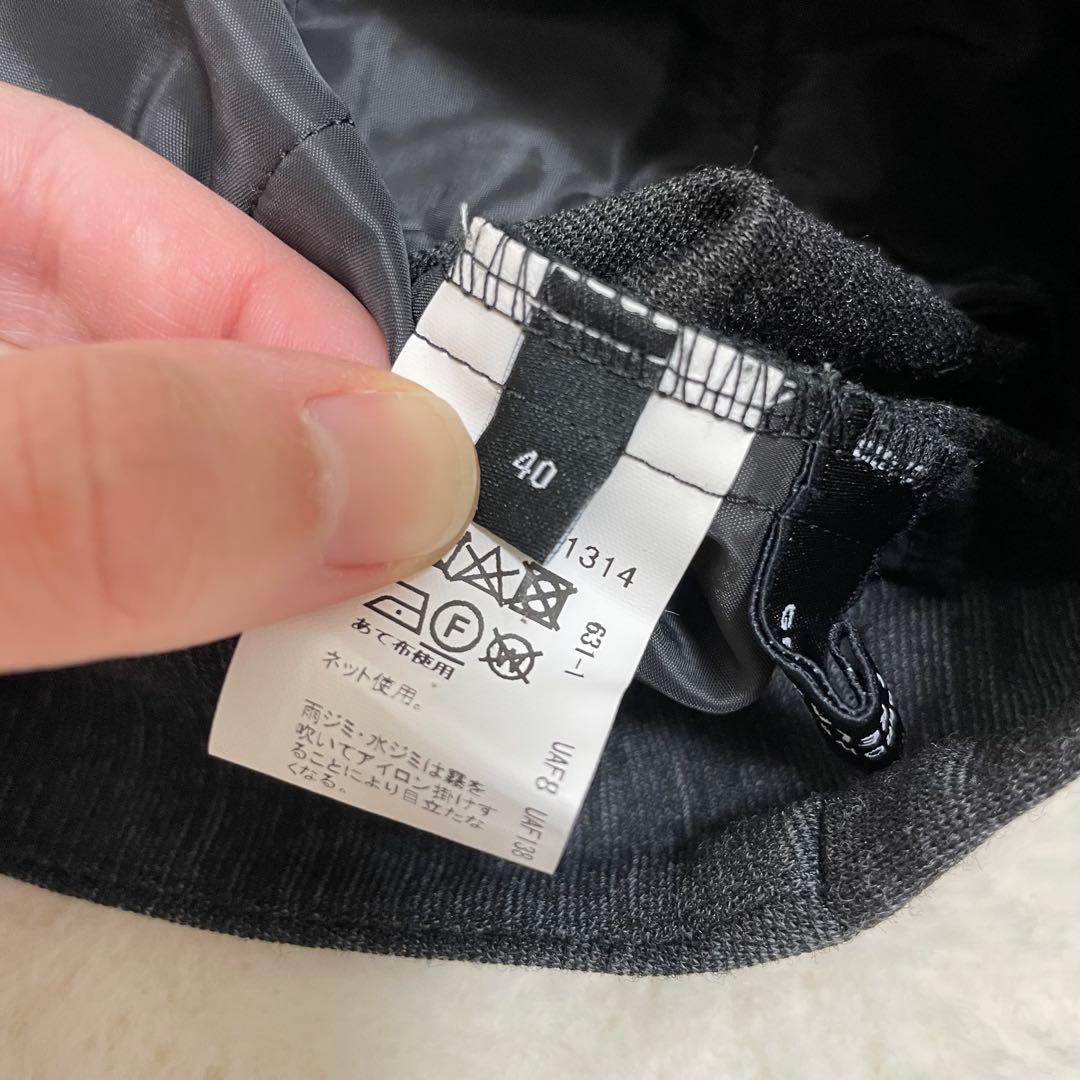 40
1314
631-1
F
W
あて布使用
ネット使用。
雨ジミ・水ジミは霧を
吹いてアイロン掛けす
ることにより目立たな
くなる。
UAF8 UAF138